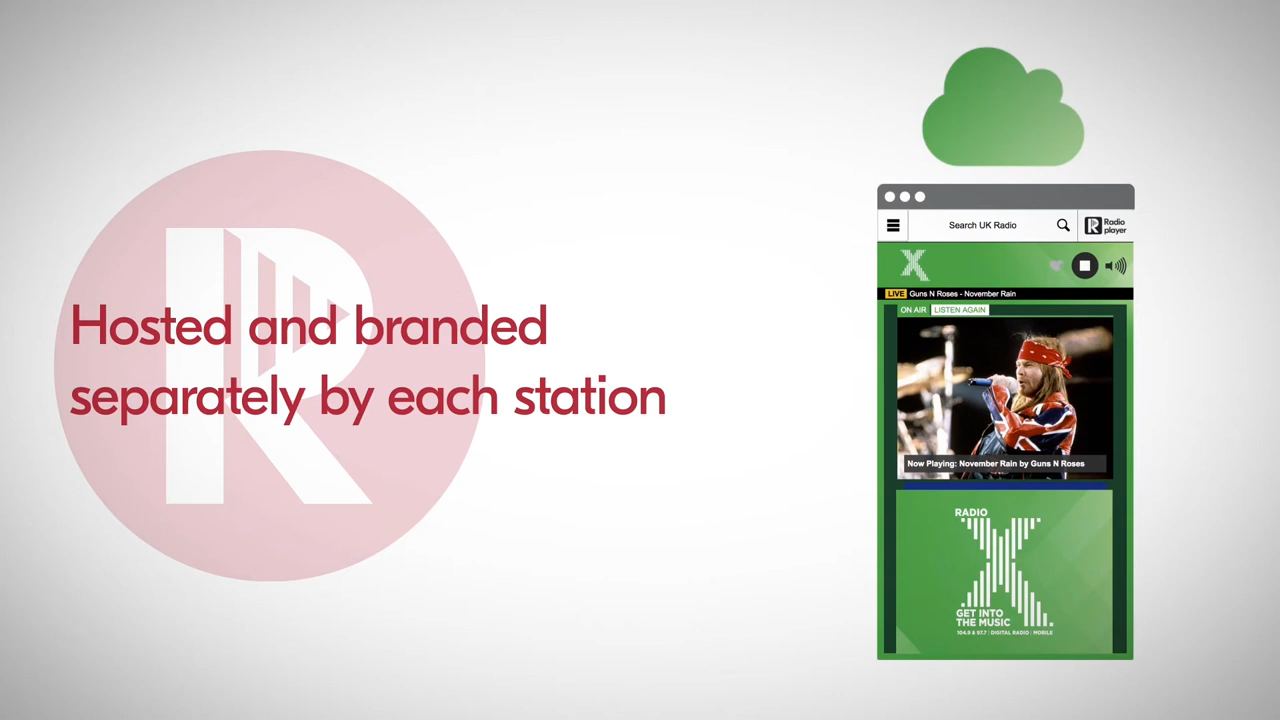 Hosted and branded
separately by each station
Search UK Radio
Radio
player
LIVE Guns N Roses - November Rain
ON AIR LISTEN AGAIN
Now Playing: November Rain by Guns N Roses
RADIO
X
GET INTO
THE MUSIC
104.9 & 97.7 | DIGITAL RADIO | MOBILE